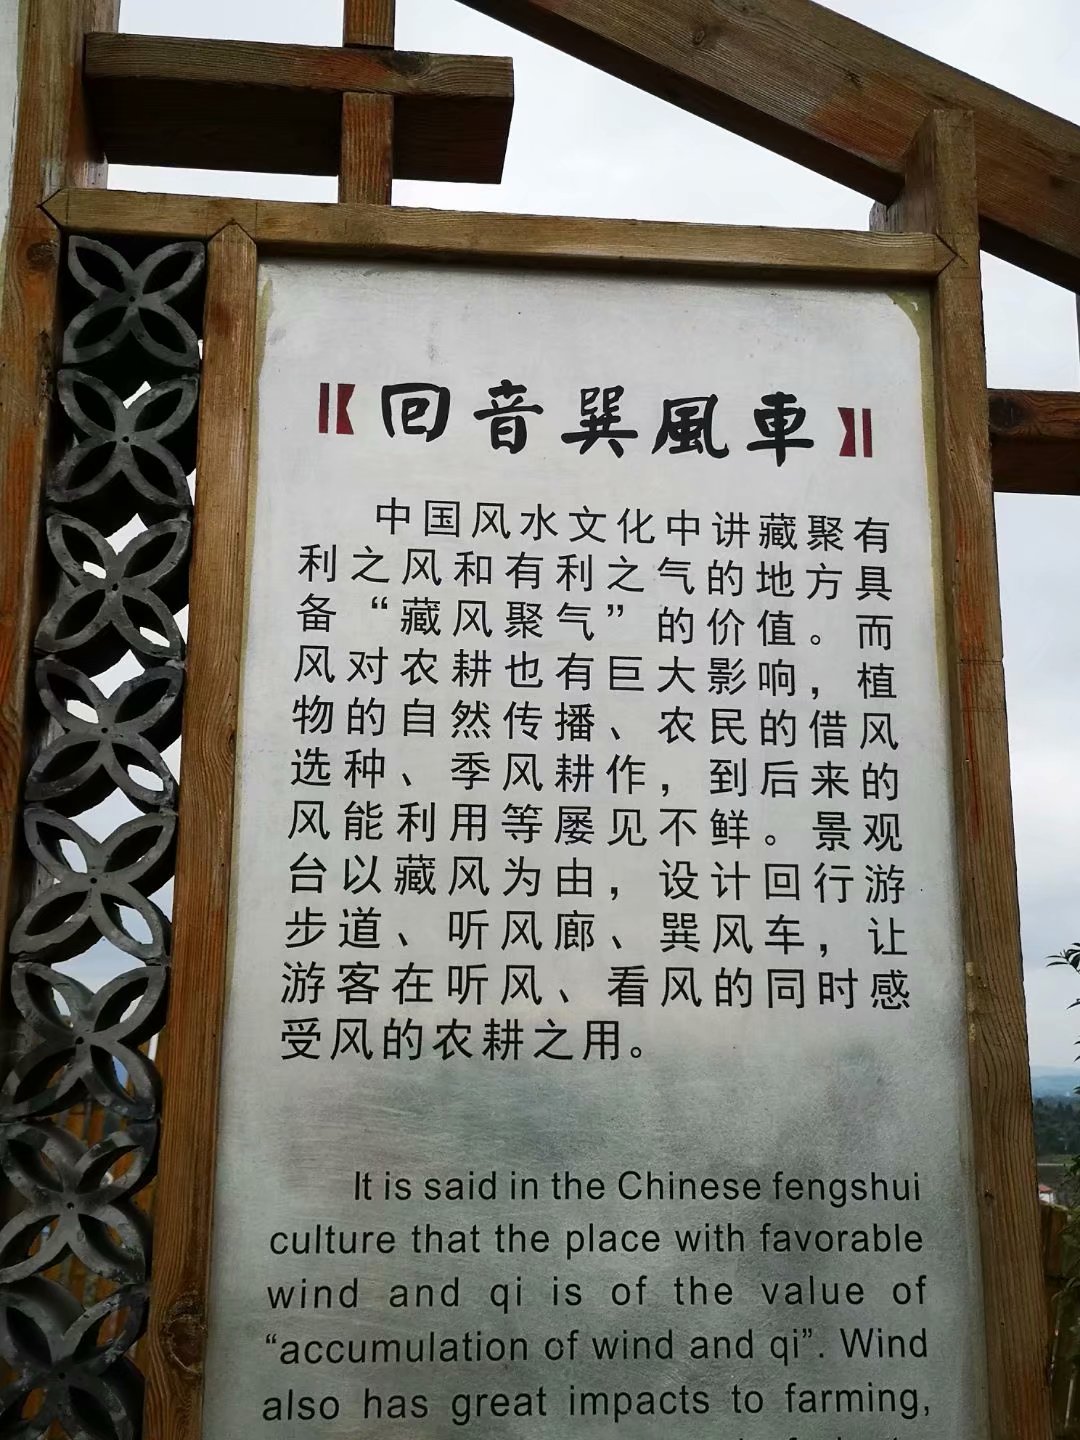 回音巽風車
中国风水文化中讲藏聚有
利之风和有利之气的地方具
备“藏风聚气”的价值。而
风对农耕也有巨大影响，植
物的自然传播、农民的借风
选种、季风耕作，到后来的
风能利用等屡见不鲜。景观
台以藏风为由，设计回行游
步道、听风廊、巽风车，让
游客在听风、看风的同时感
受风的农耕之用。
It is said in the Chinese fengshui
culture that the place with favorable
wind and qi is of the value of
“accumulation of wind and qi”. Wind
also has great impacts to farming,